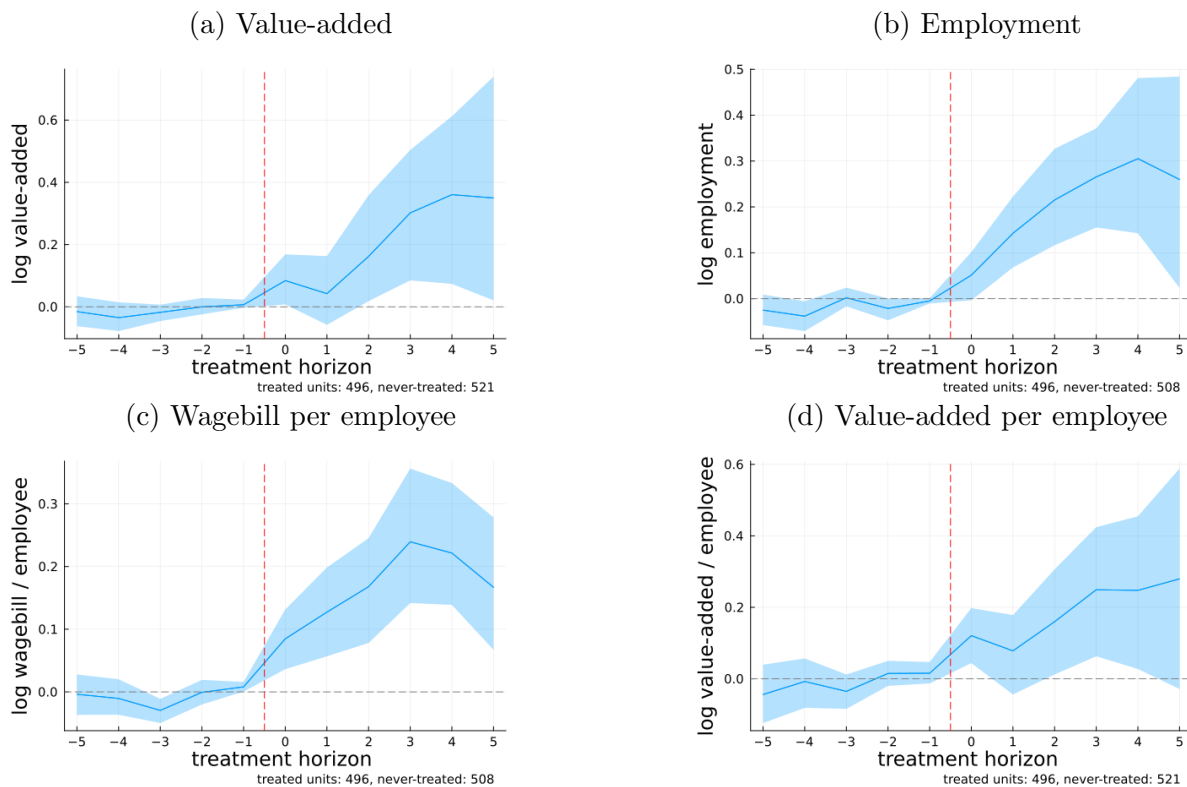 (a) Value-added
log value-added
0.6
0.4
0.2
0.0
−5 −4 −3 −2 −1 0 1 2 3 4 5
treatment horizon
treated units: 496, never-treated: 521
(b) Employment
log employment
0.5
0.4
0.3
0.2
0.1
0.0
−5 −4 −3 −2 −1 0 1 2 3 4 5
treatment horizon
treated units: 496, never-treated: 508
(c) Wagebill per employee
log wagebill / employee
0.3
0.2
0.1
0.0
−5 −4 −3 −2 −1 0 1 2 3 4 5
treatment horizon
treated units: 496, never-treated: 508
(d) Value-added per employee
log value-added / employee
0.6
0.4
0.2
0.0
−5 −4 −3 −2 −1 0 1 2 3 4 5
treatment horizon
treated units: 496, never-treated: 521